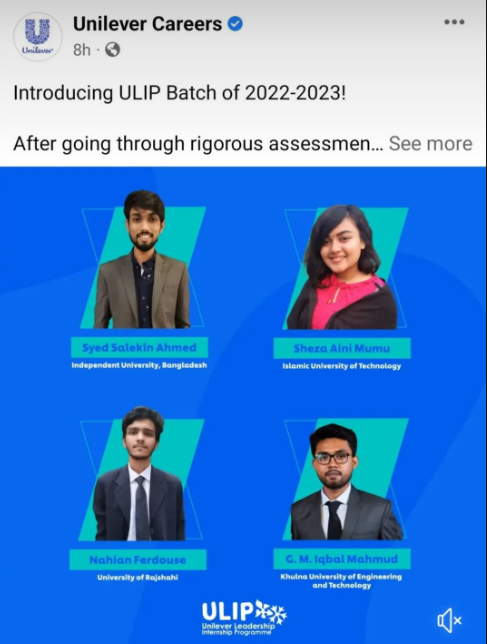 Unilever Careers
8h ·
Introducing ULIP Batch of 2022-2023!
After going through rigorous assessmen... See more
Unilever
Syed Salekin Ahmed
Independent University, Bangladesh
Sheza Aini Mumu
Islamic University of Technology
Nahian Ferdouse
University of Rajshahi
G. M. Iqbal Mahmud
Khulna University of Engineering
and Technology
ULIP
Unilever Leadership
Internship Programme